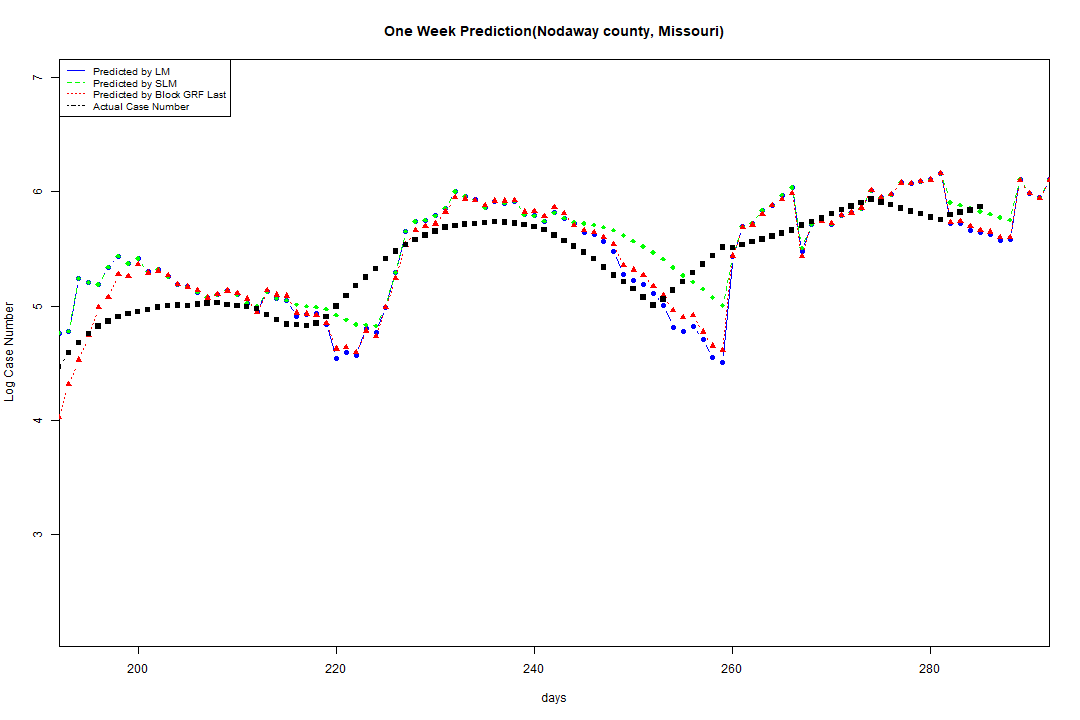 One Week Prediction(Nodaway county, Missouri)
Predicted by LM
Predicted by SLM
Predicted by Block GRF Last
Actual Case Number
7
6
5
4
3
Log Case Number
200 220 240 260 280
days